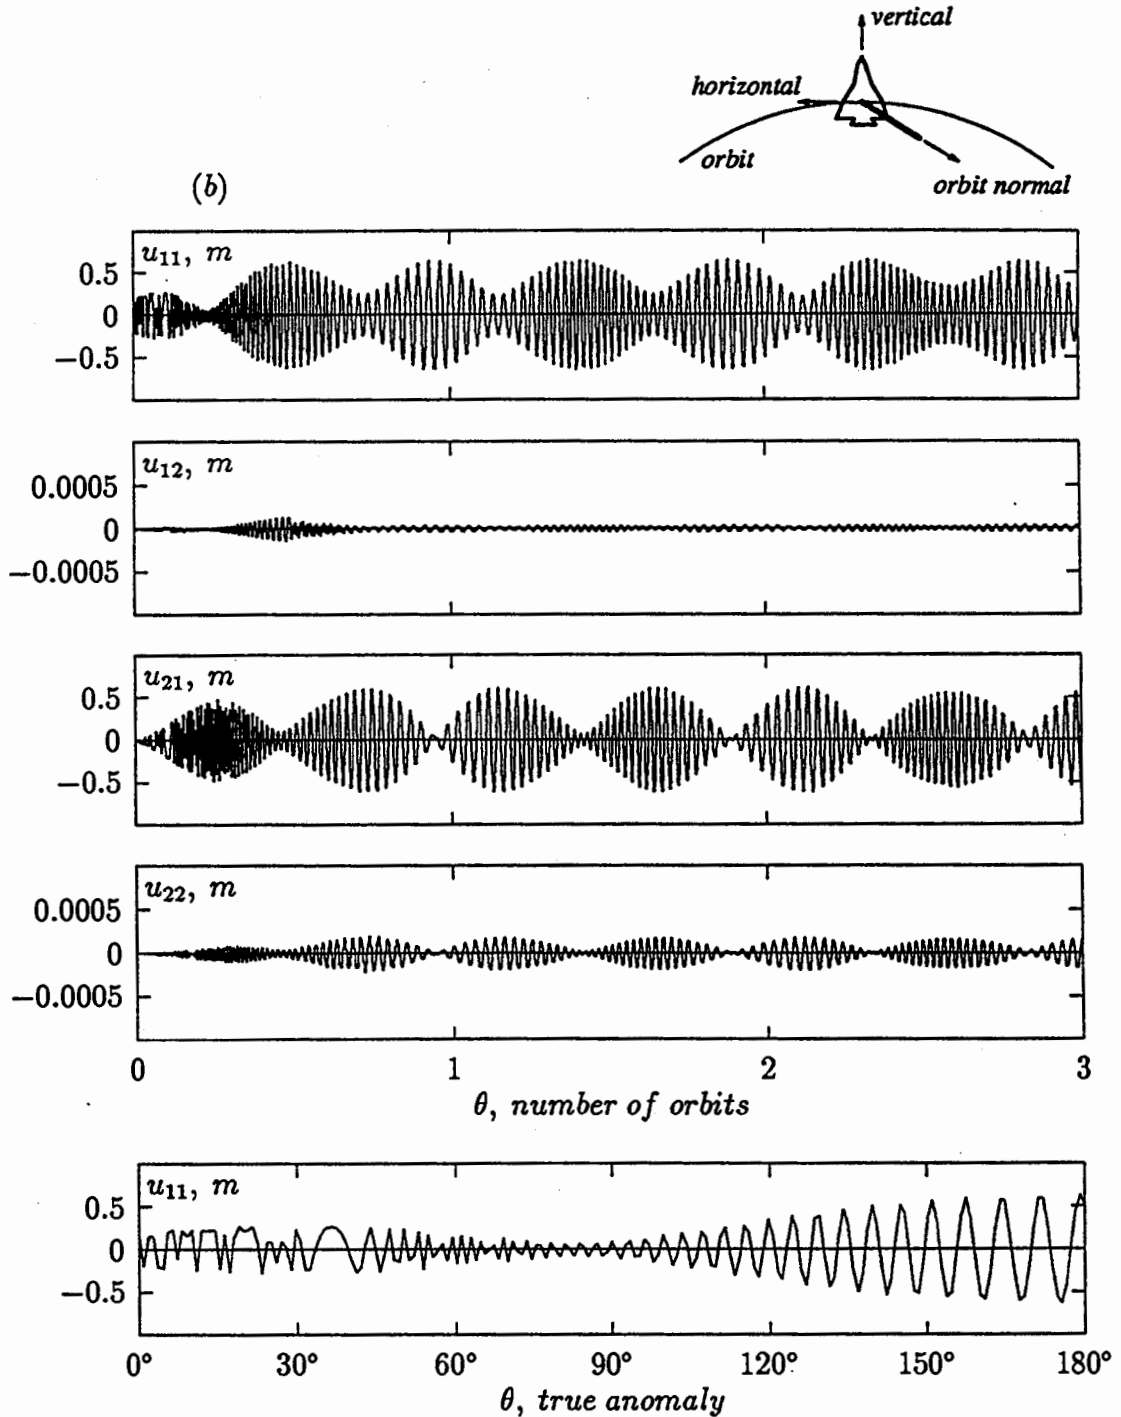 vertical
horizontal
orbit
orbit normal
(b)
u₁₁, m
0.5
0
−0.5
u₁₂, m
0.0005
0
−0.0005
u₂₁, m
0.5
0
−0.5
u₂₂, m
0.0005
0
−0.0005
0 1 2 3
θ, number of orbits
u₁₁, m
0.5
0
−0.5
0° 30° 60° 90° 120° 150° 180°
θ, true anomaly